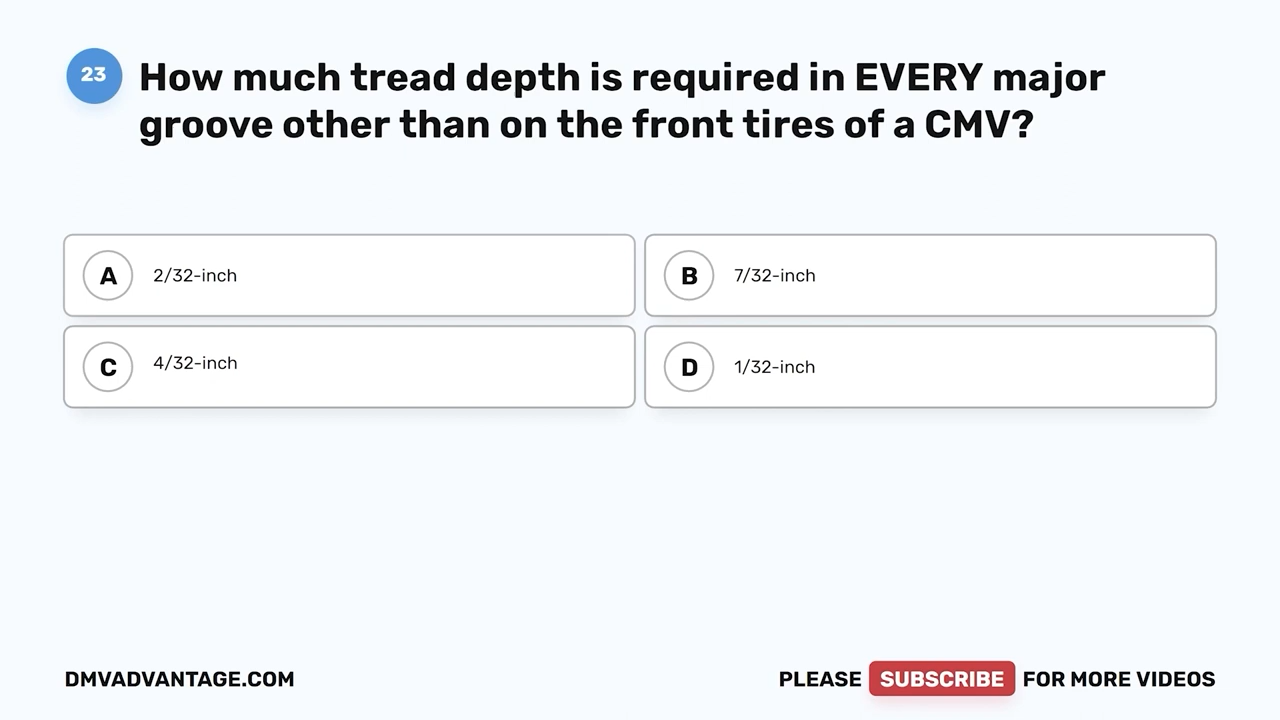 23
How much tread depth is required in EVERY major
groove other than on the front tires of a CMV?
A 2/32-inch
B 7/32-inch
C 4/32-inch
D 1/32-inch
DMVADVANTAGE.COM
PLEASE SUBSCRIBE FOR MORE VIDEOS